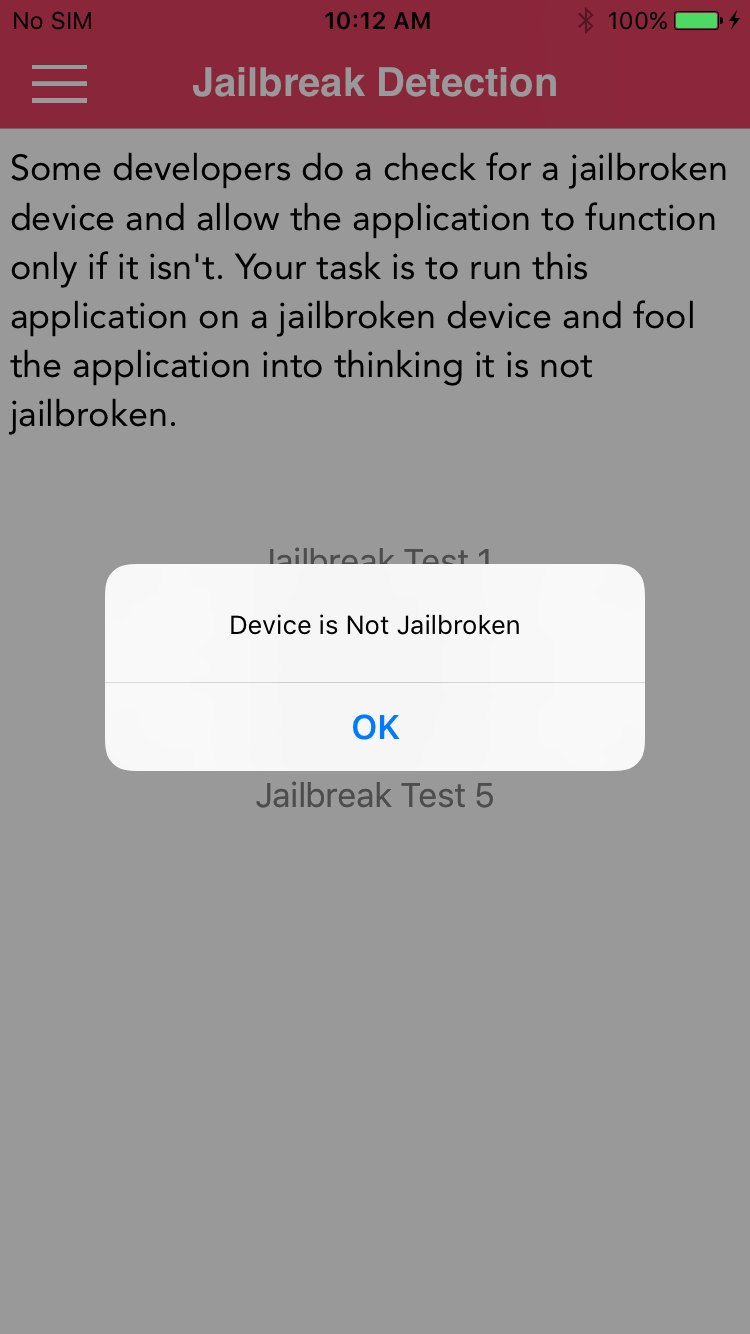 No SIM 10:12 AM 100%
Jailbreak Detection
Some developers do a check for a jailbroken
device and allow the application to function
only if it isn't. Your task is to run this
application on a jailbroken device and fool
the application into thinking it is not
jailbroken.
Jailbreak Test 1
Device is Not Jailbroken
OK
Jailbreak Test 5